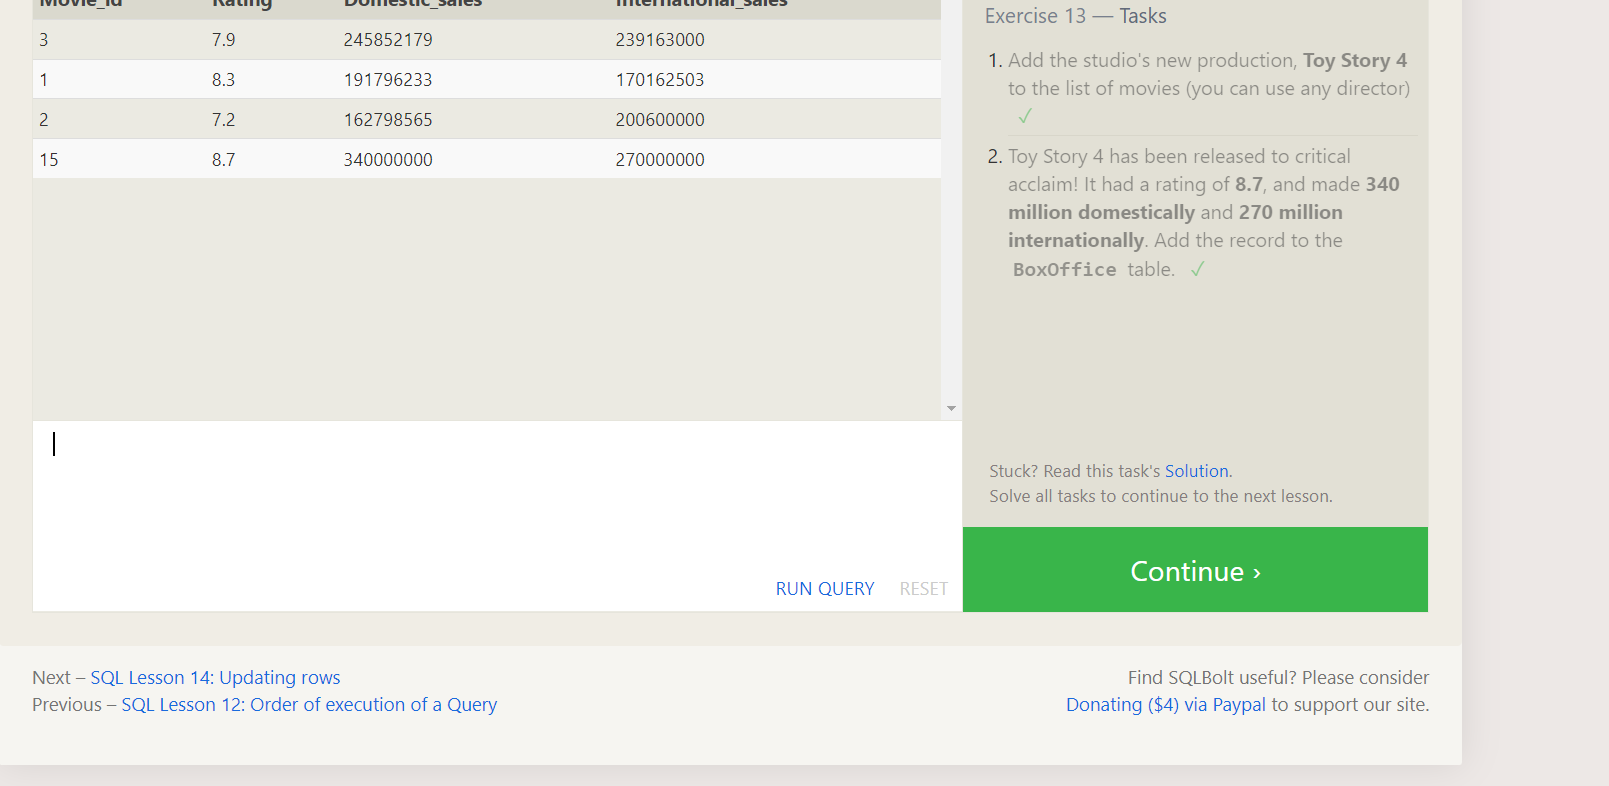 Movie_id Rating Domestic_sales International_sales
3 7.9 245852179 239163000
1 8.3 191796233 170162503
2 7.2 162798565 200600000
15 8.7 340000000 270000000
RUN QUERY RESET
Exercise 13 — Tasks
1. Add the studio's new production, Toy Story 4
to the list of movies (you can use any director)
✓
2. Toy Story 4 has been released to critical
acclaim! It had a rating of 8.7, and made 340
million domestically and 270 million
internationally. Add the record to the
BoxOffice table. ✓
Stuck? Read this task's Solution.
Solve all tasks to continue to the next lesson.
Continue ›
Next – SQL Lesson 14: Updating rows
Previous – SQL Lesson 12: Order of execution of a Query
Find SQLBolt useful? Please consider
Donating ($4) via Paypal to support our site.